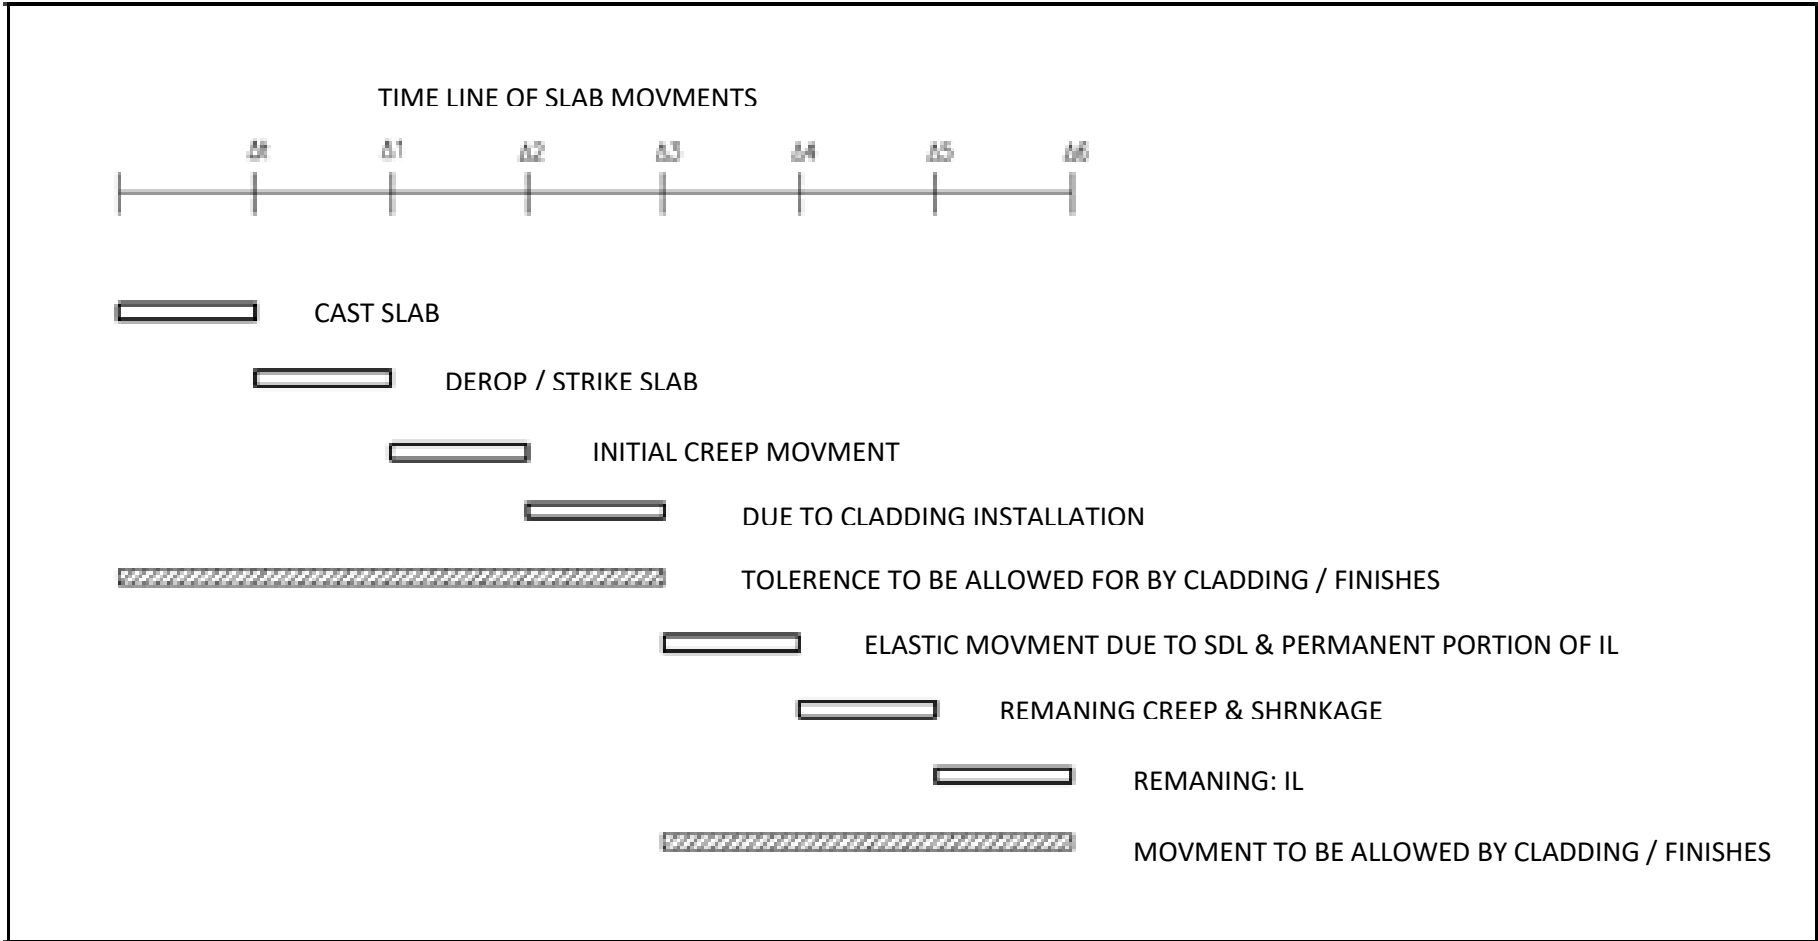 TIME LINE OF SLAB MOVMENTS
Δt Δ1 Δ2 Δ3 Δ4 Δ5 Δ6
CAST SLAB
DEROP / STRIKE SLAB
INITIAL CREEP MOVMENT
DUE TO CLADDING INSTALLATION
TOLERENCE TO BE ALLOWED FOR BY CLADDING / FINISHES
ELASTIC MOVMENT DUE TO SDL & PERMANENT PORTION OF IL
REMANING CREEP & SHRNKAGE
REMANING: IL
MOVMENT TO BE ALLOWED BY CLADDING / FINISHES